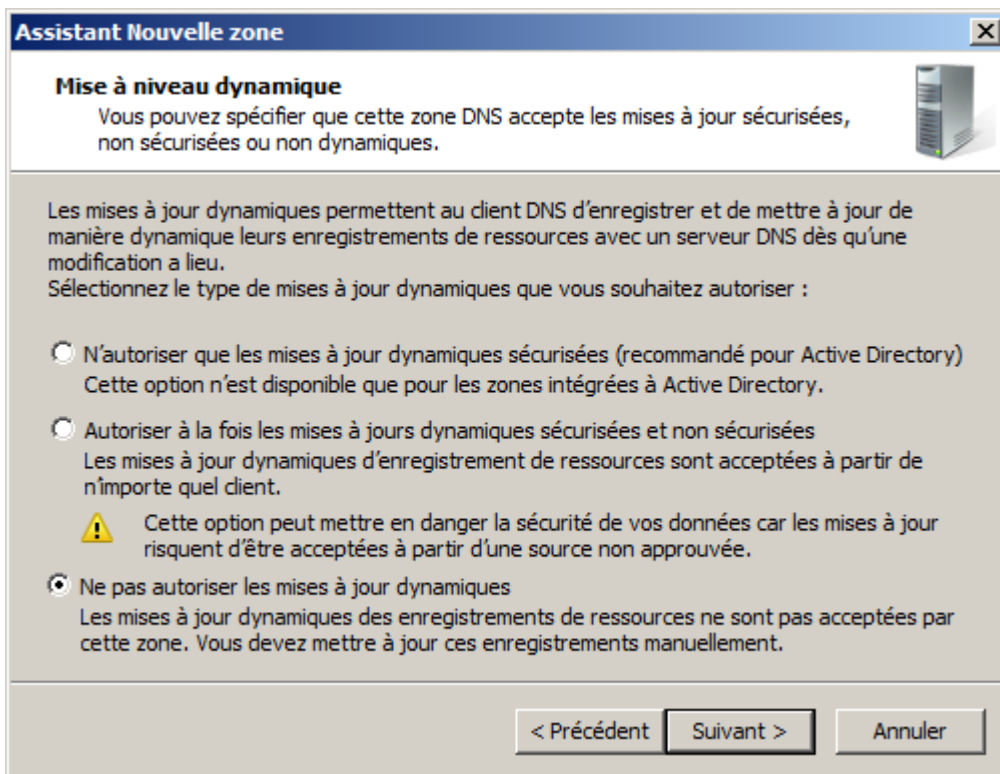 Assistant Nouvelle zone
Mise à niveau dynamique
Vous pouvez spécifier que cette zone DNS accepte les mises à jour sécurisées,
non sécurisées ou non dynamiques.
Les mises à jour dynamiques permettent au client DNS d'enregistrer et de mettre à jour de
manière dynamique leurs enregistrements de ressources avec un serveur DNS dès qu'une
modification a lieu.
Sélectionnez le type de mises à jour dynamiques que vous souhaitez autoriser :
N'autoriser que les mises à jour dynamiques sécurisées (recommandé pour Active Directory)
Cette option n'est disponible que pour les zones intégrées à Active Directory.
Autoriser à la fois les mises à jours dynamiques sécurisées et non sécurisées
Les mises à jour dynamiques d'enregistrement de ressources sont acceptées à partir de
n'importe quel client.
Cette option peut mettre en danger la sécurité de vos données car les mises à jour
risquent d'être acceptées à partir d'une source non approuvée.
Ne pas autoriser les mises à jour dynamiques
Les mises à jour dynamiques des enregistrements de ressources ne sont pas acceptées par
cette zone. Vous devez mettre à jour ces enregistrements manuellement.
< Précédent Suivant > Annuler